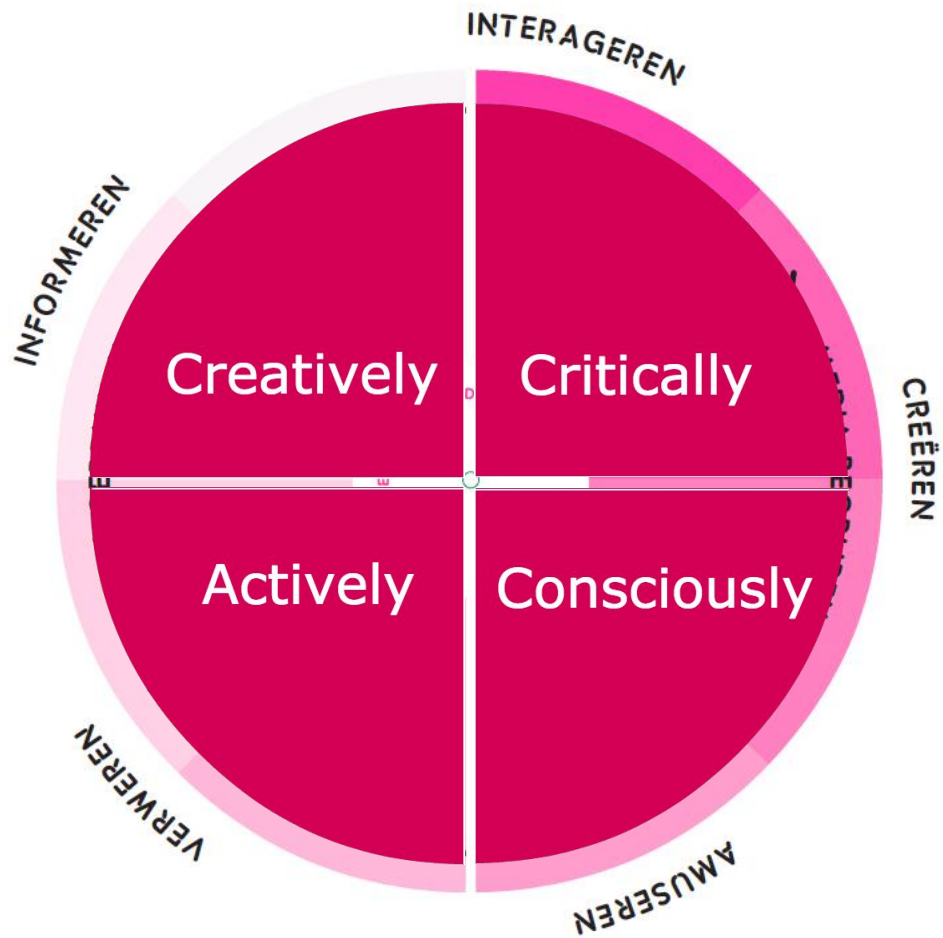 INTERAGEREN
INFORMEREN
Creatively
Critically
D
CREËREN
E
E
E
Actively
Consciously
VERWEREN
AMUSEREN